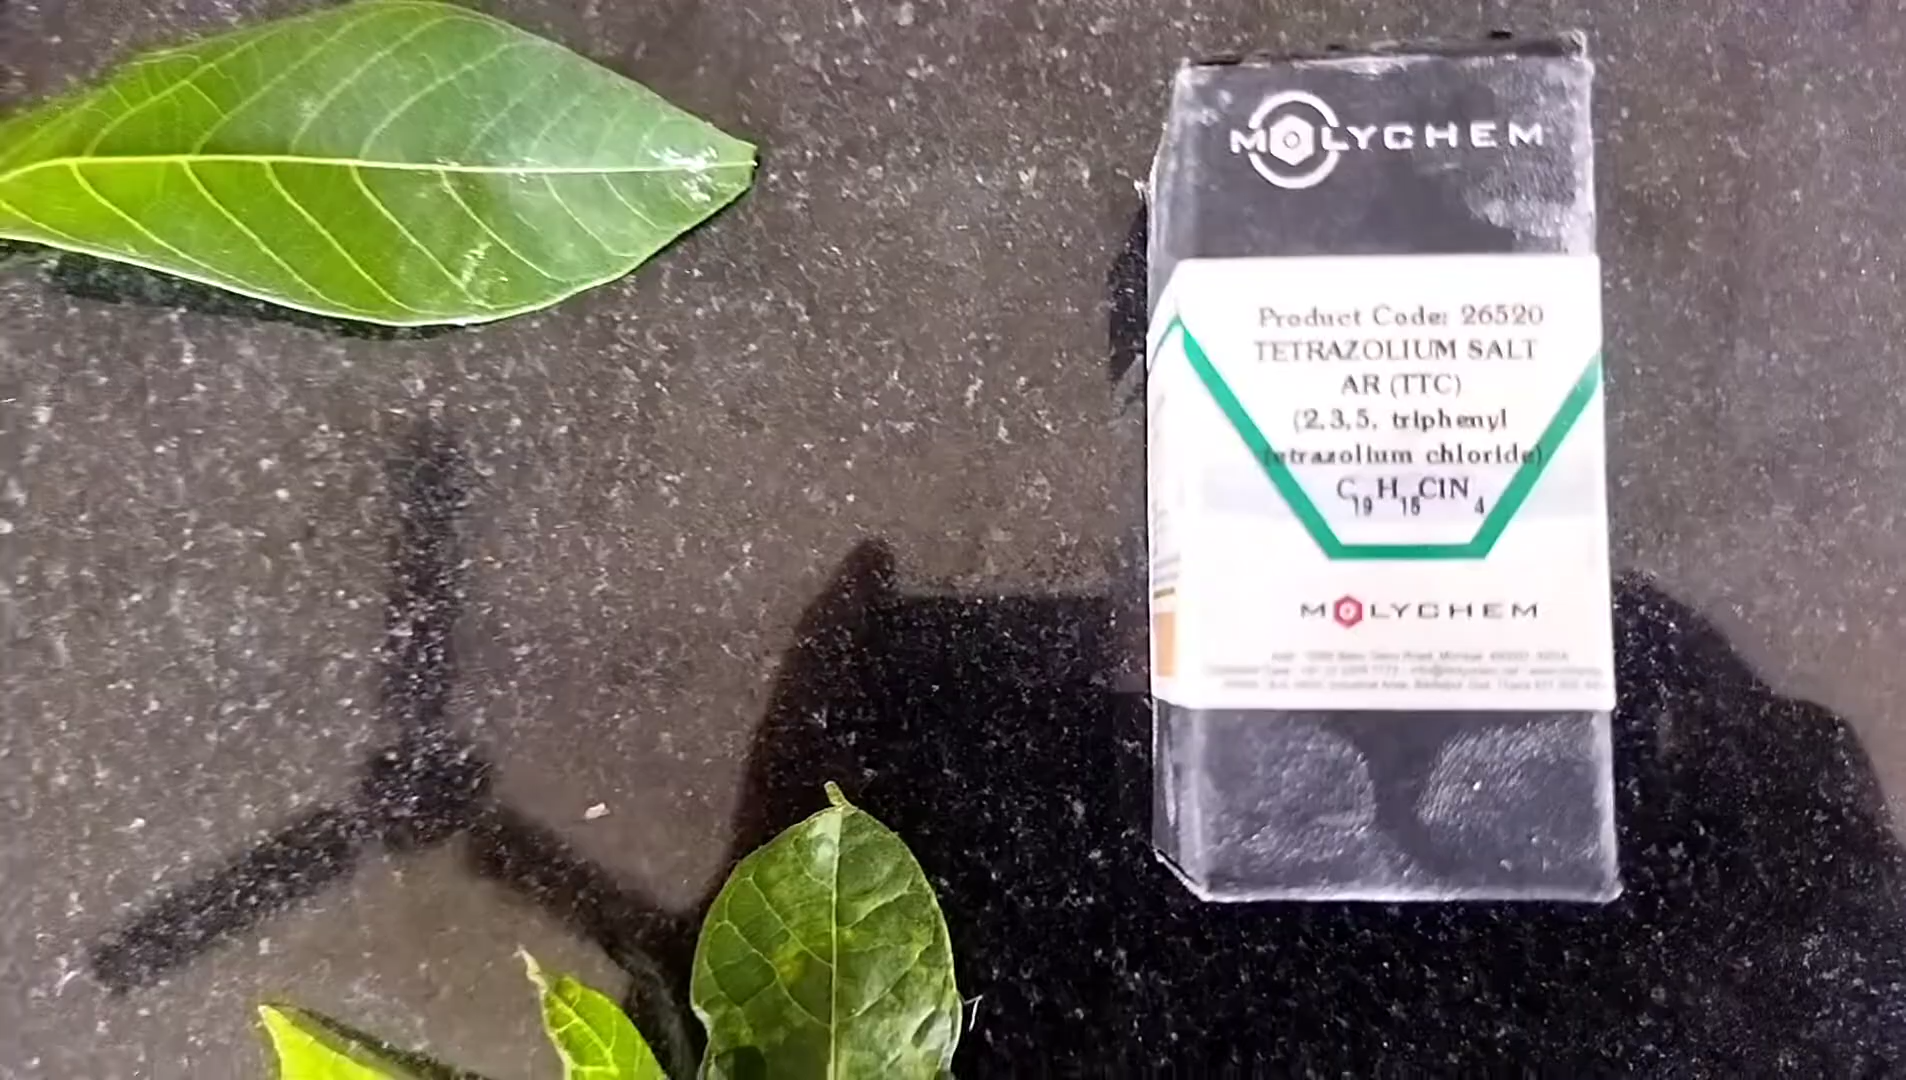 MOLYCHEM
Product Code: 26520
TETRAZOLIUM SALT
AR (TTC)
(2,3,5, triphenyl
tetrazolium chloride)
C19H15ClN4
MOLYCHEM